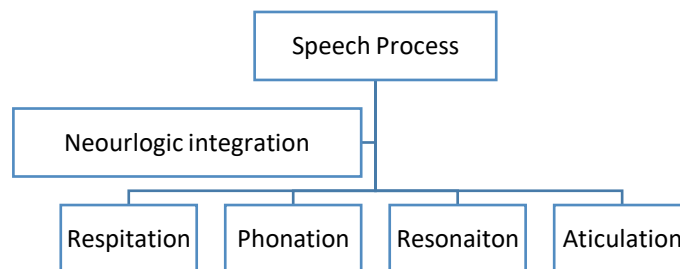 Speech Process
Neourlogic integration
Respitation
Phonation
Resonaiton
Aticulation